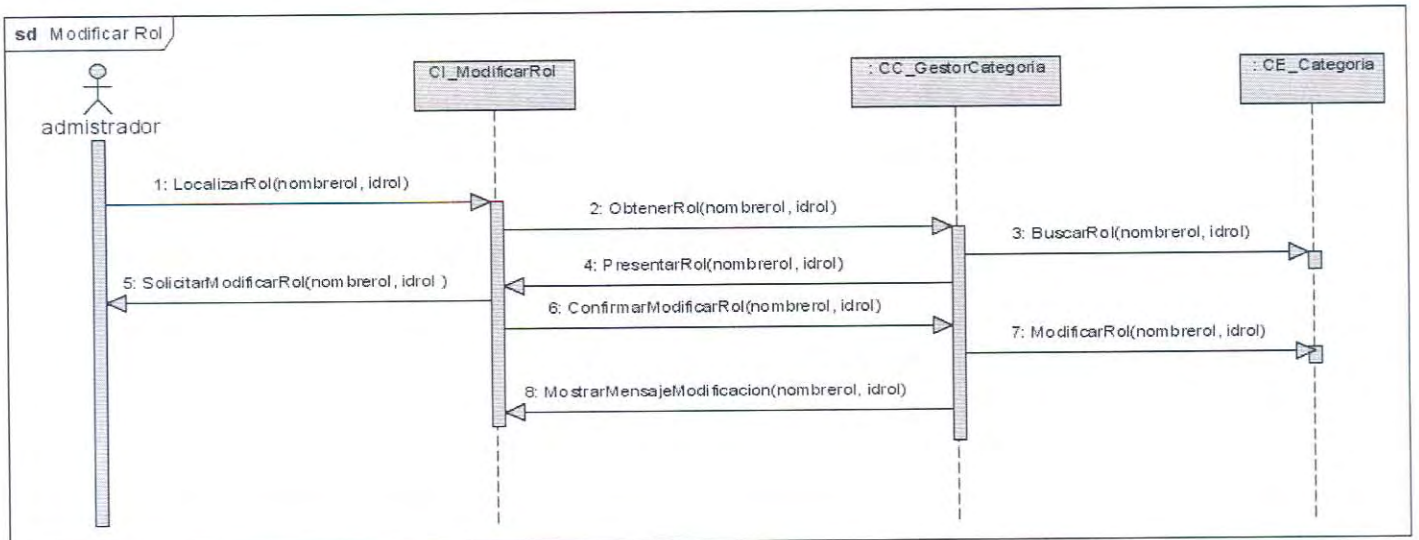 sd Modificar Rol
CI_ModificarRol
: CC_GestorCategoria
: CE_Categoria
admistrador
1: LocalizarRol(nombrerol, idrol)
2: ObtenerRol(nombrerol, idrol)
3: BuscarRol(nombrerol, idrol)
4: PresentarRol(nombrerol, idrol)
5: SolicitarModificarRol(nombrerol, idrol )
6: ConfirmarModificarRol(nombrerol, idrol)
7: ModificarRol(nombrerol, idrol)
8: MostrarMensajeModificacion(nombrerol, idrol)